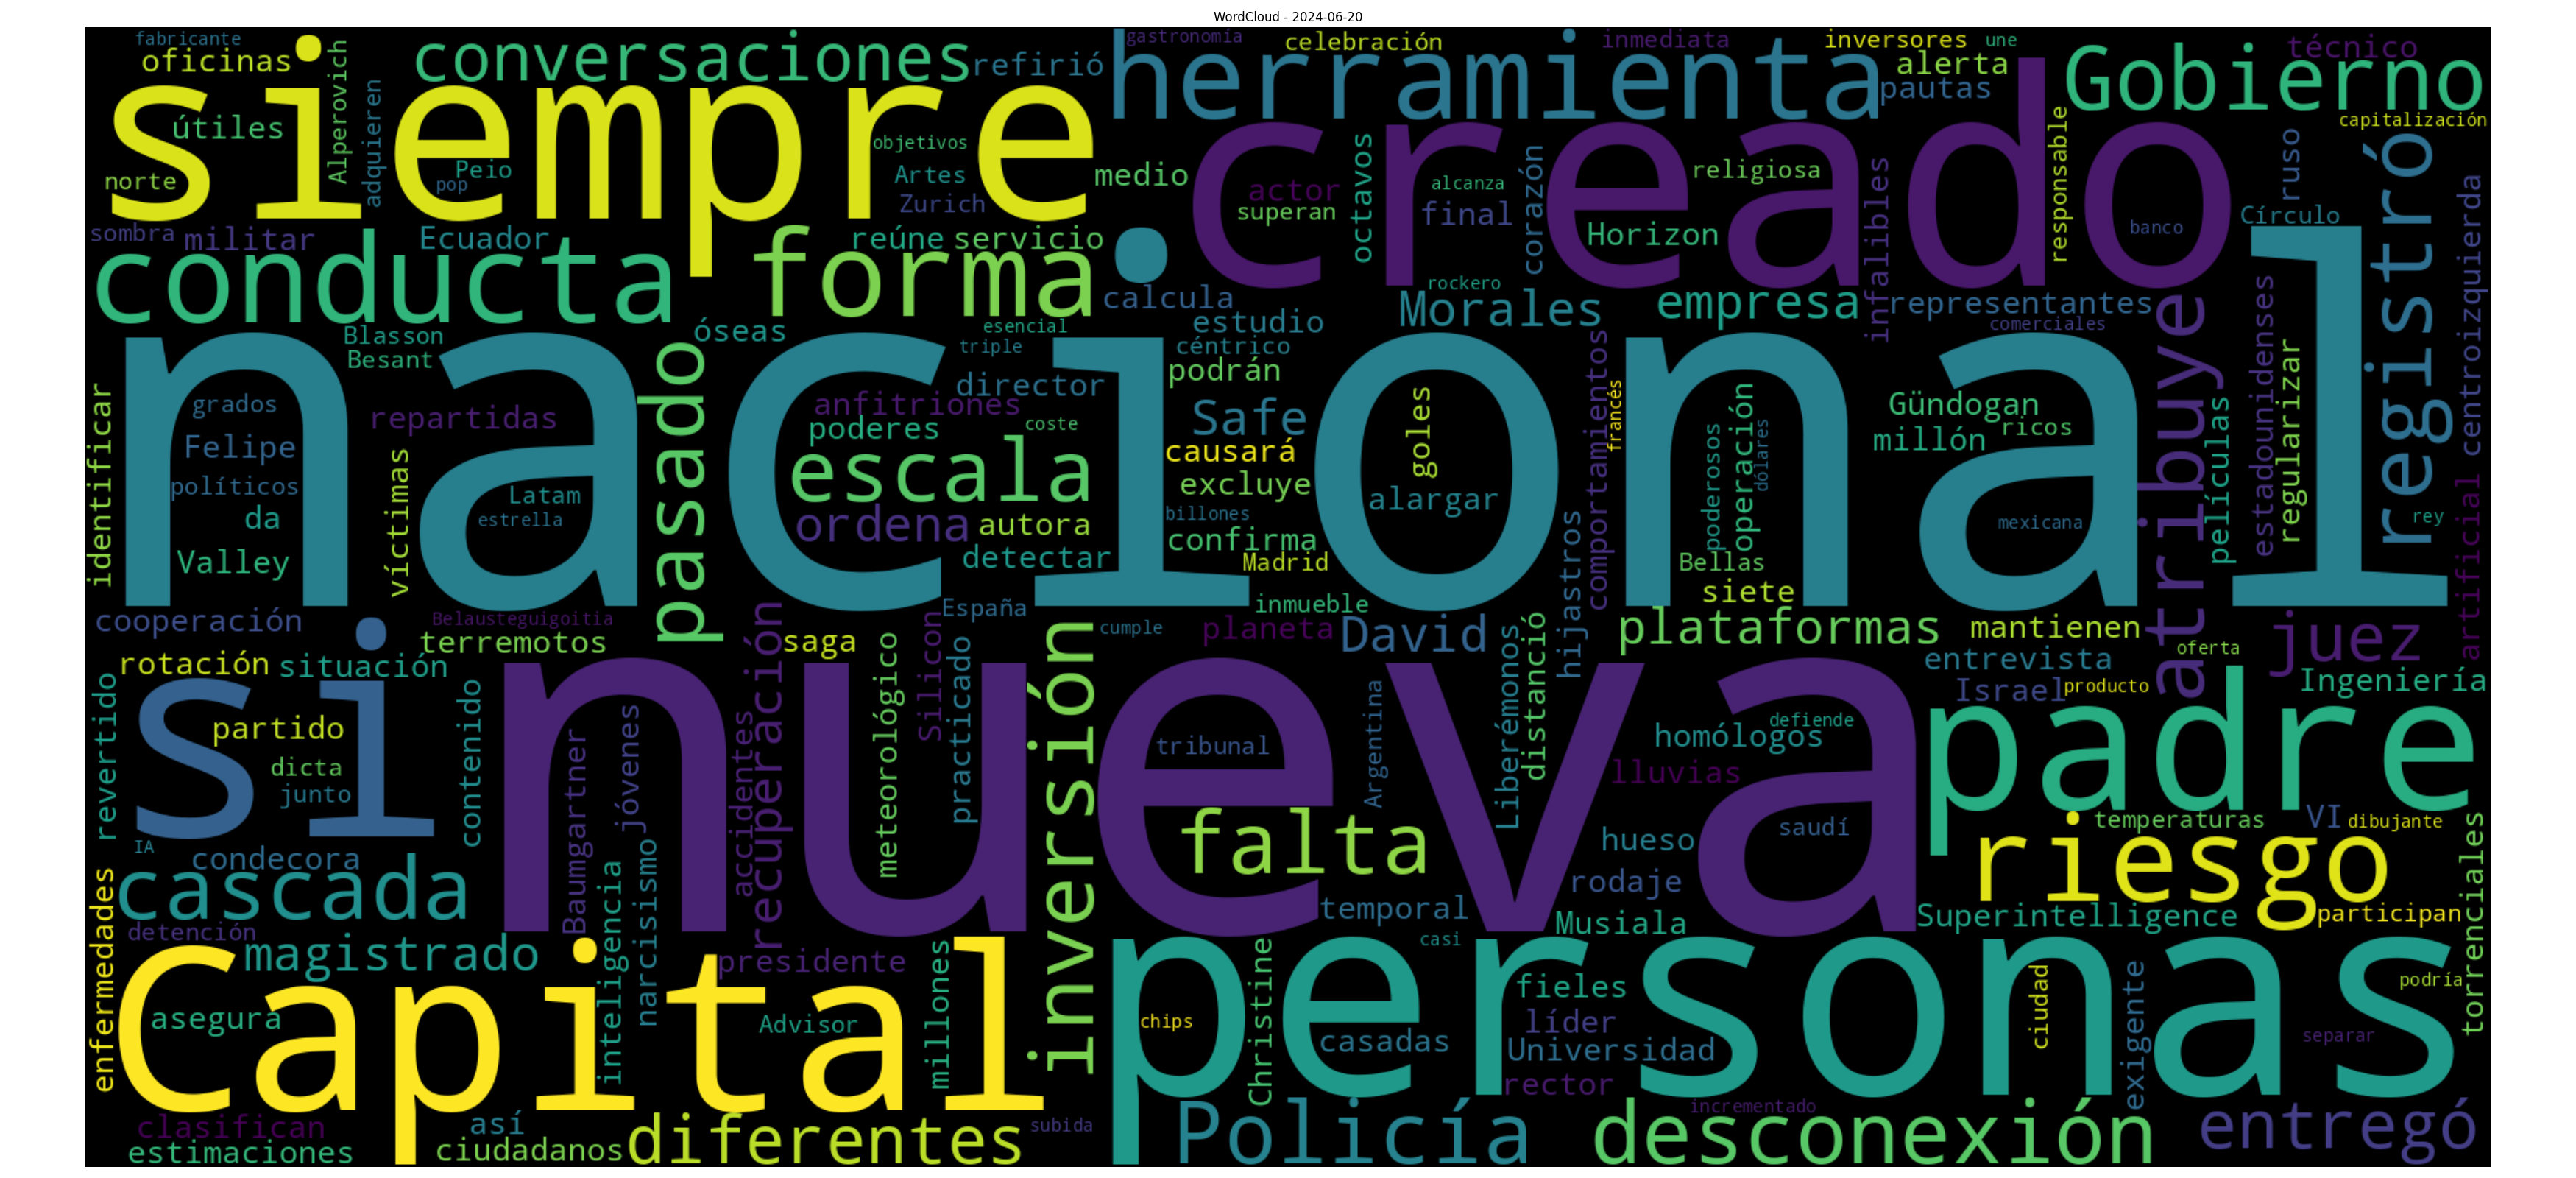 WordCloud - 2024-06-20
fabricante
oficinas
conversaciones
refirió
gastronomía
celebración
inmediata
inversores
une
técnico
siempre
herramienta
alerta
pautas
Gobierno
útiles
Alperovich
adquieren
Peio
pop
objetivos
Artes
Zurich
norte
medio
creado
capitalización
octavos
actor
superan
alcanza
final
corazón
religiosa
Horizon
infalibles
responsable
banco
ruso
Círculo
registró
centroizquierda
sombra
militar
Ecuador
reúne
servicio
conducta
forma
calcula
rockero
Morales
empresa
representantes
comerciales
estudio
Blasson
Besant
óseas
esencial
triple
céntrico
podrán
director
nacional
identificar
grados
repartidas
Felipe
políticos
da
Valley
víctimas
Latam
estrella
pasado
anfitriones
poderes
coste
escala
ordena
autora
detectar
Safe
causará
excluye
billones
confirma
Madrid
goles
alargar
hijastros
comportamientos
francés
poderosos
operación
dólares
Bellas
siete
Gündogan
millón
ricos
mexicana
atribuye
películas
estadounidenses
regularizar
rey
artificial
cooperación
Belausteguigoitia
España
inmueble
cumple
planeta
David
plataformas
mantienen
juez
oferta
terremotos
saga
rotación
situación
entrevista
Israel
producto
Ingeniería
si
nueva
padre
revertido
partido
dicta
junto
contenido
IA
Baumgartner
jóvenes
accidentes
recuperación
meteorológico
Silicon
practicado
inversión
tribunal
Argentina
Liberémonos
distanció
homólogos
defiende
lluvias
saudí
hueso
rodaje
temperaturas
VI
dibujante
riesgo
condecora
cascada
falta
temporal
Musiala
Superintelligence
participan
torrenciales
enfermedades
detención
magistrado
inteligencia
narcisismo
presidente
casi
Capital
personas
asegura
Advisor
millones
chips
Christine
fieles
líder
casadas
Universidad
rector
ciudad
exigente
podría
separar
clasifican
así
estimaciones
ciudadanos
diferentes
subida
Policía
incrementado
desconexión
entregó